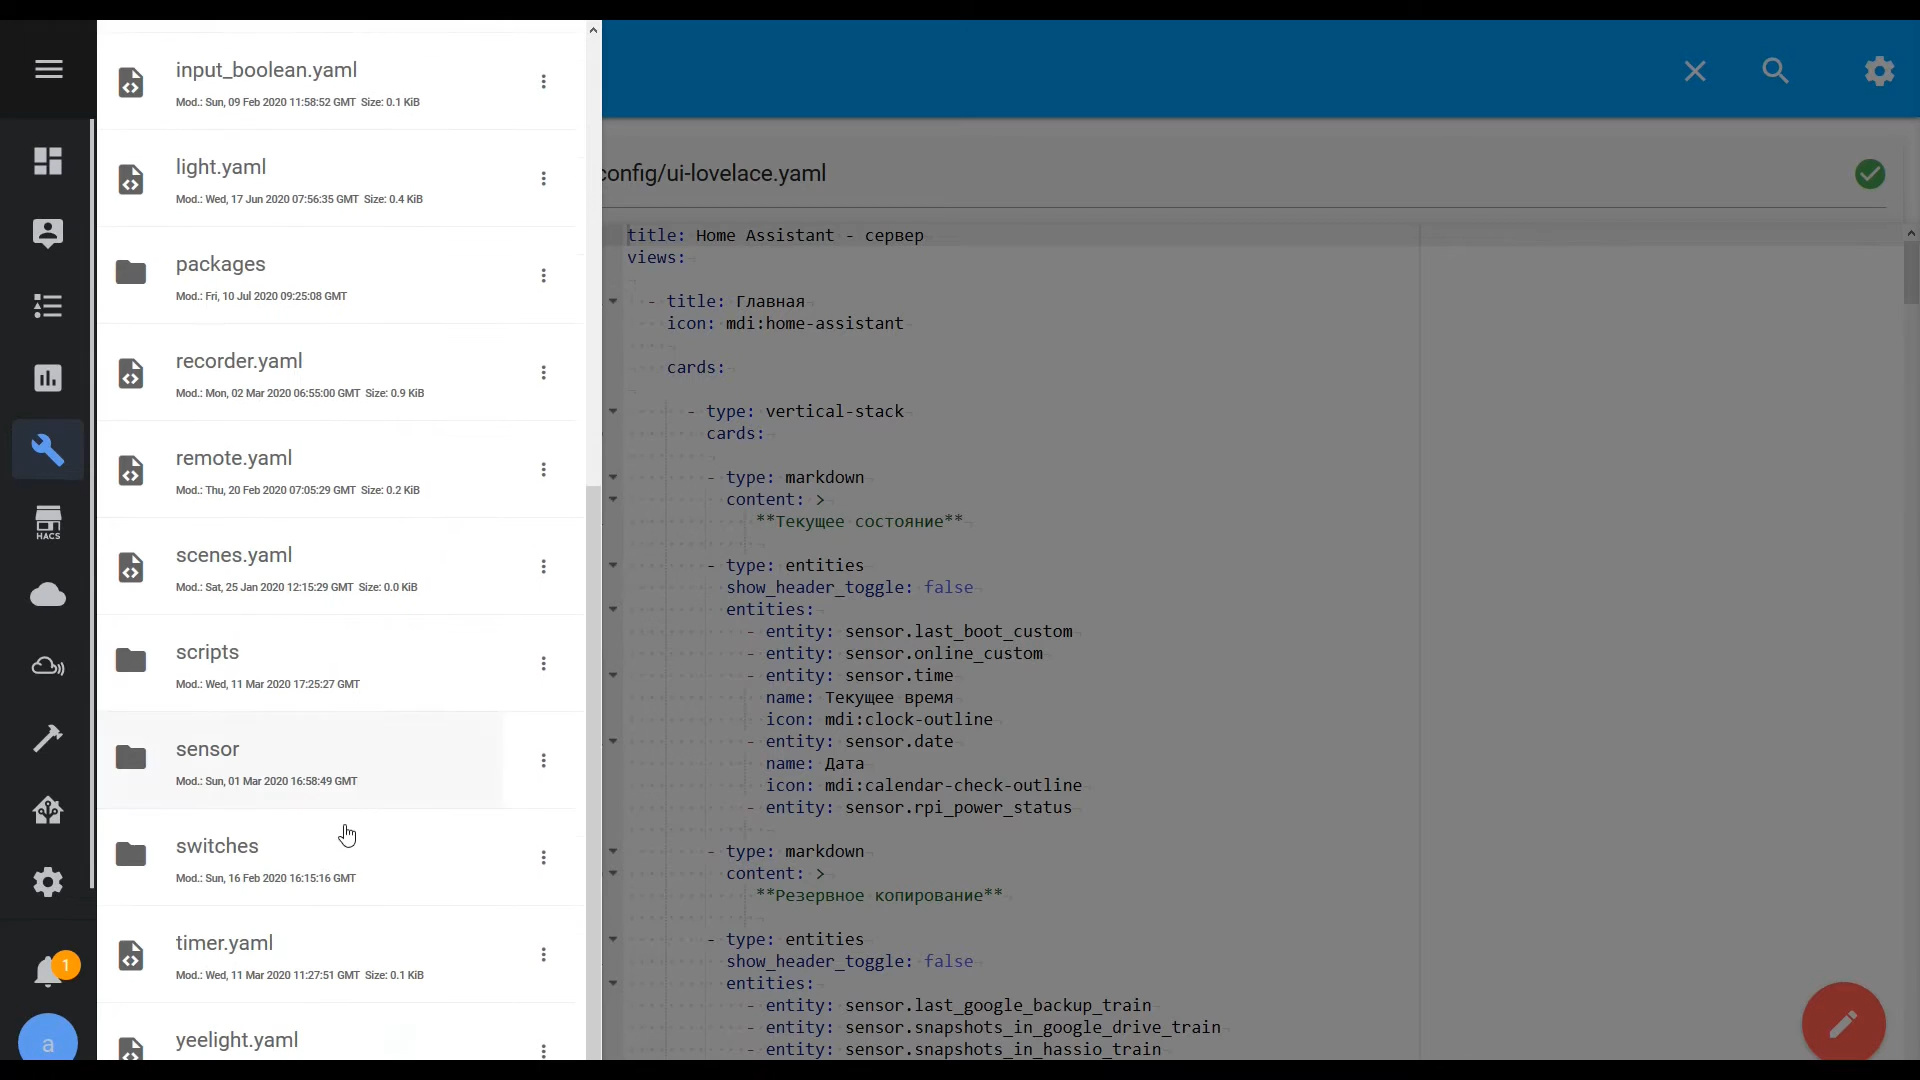 input_boolean.yaml
Mod.: Sun, 09 Feb 2020 11:58:52 GMT Size: 0.1 KiB
light.yaml
Mod.: Wed, 17 Jun 2020 07:56:35 GMT Size: 0.4 KiB
packages
Mod.: Fri, 10 Jul 2020 09:25:08 GMT
recorder.yaml
Mod.: Mon, 02 Mar 2020 06:55:00 GMT Size: 0.9 KiB
remote.yaml
Mod.: Thu, 20 Feb 2020 07:05:29 GMT Size: 0.2 KiB
scenes.yaml
Mod.: Sat, 25 Jan 2020 12:15:29 GMT Size: 0.0 KiB
scripts
Mod.: Wed, 11 Mar 2020 17:25:27 GMT
sensor
Mod.: Sun, 01 Mar 2020 16:58:49 GMT
switches
Mod.: Sun, 16 Feb 2020 16:15:16 GMT
timer.yaml
Mod.: Wed, 11 Mar 2020 11:27:51 GMT Size: 0.1 KiB
yeelight.yaml
HACS
1
a
config/ui-lovelace.yaml
title: Home Assistant - сервер
views:
- title: Главная
icon: mdi:home-assistant
cards:
- type: vertical-stack
cards:
- type: markdown
content: >
**Текущее состояние**
- type: entities
show_header_toggle: false
entities:
- entity: sensor.last_boot_custom
- entity: sensor.online_custom
- entity: sensor.time
name: Текущее время
icon: mdi:clock-outline
- entity: sensor.date
name: Дата
icon: mdi:calendar-check-outline
- entity: sensor.rpi_power_status
- type: markdown
content: >
**Резервное копирование**
- type: entities
show_header_toggle: false
entities:
- entity: sensor.last_google_backup_train
- entity: sensor.snapshots_in_google_drive_train
- entity: sensor.snapshots_in_hassio_train